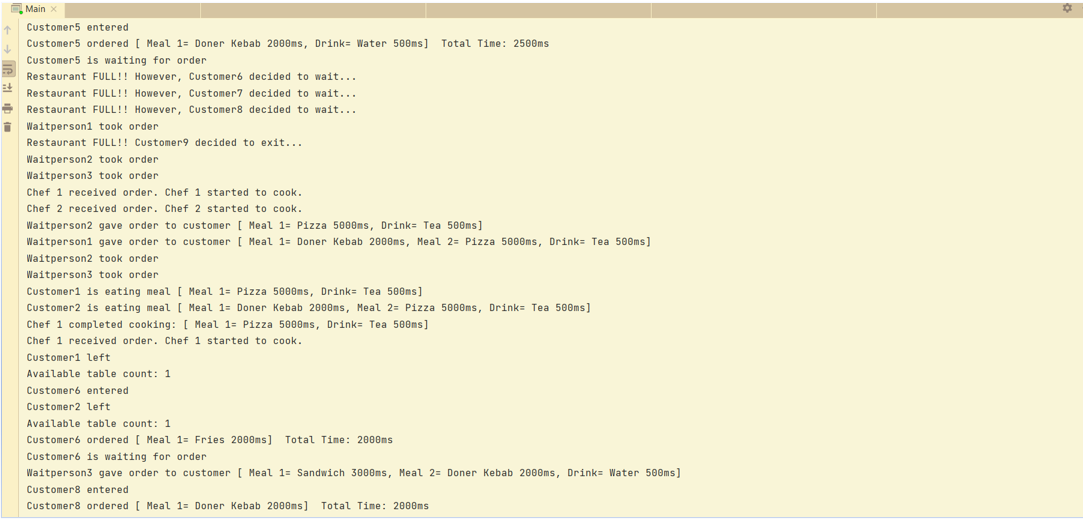 Main
Customer5 entered
Customer5 ordered [ Meal 1= Doner Kebab 2000ms, Drink= Water 500ms]  Total Time: 2500ms
Customer5 is waiting for order
Restaurant FULL!! However, Customer6 decided to wait...
Restaurant FULL!! However, Customer7 decided to wait...
Restaurant FULL!! However, Customer8 decided to wait...
Waitperson1 took order
Restaurant FULL!! Customer9 decided to exit...
Waitperson2 took order
Waitperson3 took order
Chef 1 received order. Chef 1 started to cook.
Chef 2 received order. Chef 2 started to cook.
Waitperson2 gave order to customer [ Meal 1= Pizza 5000ms, Drink= Tea 500ms]
Waitperson1 gave order to customer [ Meal 1= Doner Kebab 2000ms, Meal 2= Pizza 5000ms, Drink= Tea 500ms]
Waitperson2 took order
Waitperson3 took order
Customer1 is eating meal [ Meal 1= Pizza 5000ms, Drink= Tea 500ms]
Customer2 is eating meal [ Meal 1= Doner Kebab 2000ms, Meal 2= Pizza 5000ms, Drink= Tea 500ms]
Chef 1 completed cooking: [ Meal 1= Pizza 5000ms, Drink= Tea 500ms]
Chef 1 received order. Chef 1 started to cook.
Customer1 left
Available table count: 1
Customer6 entered
Customer2 left
Available table count: 1
Customer6 ordered [ Meal 1= Fries 2000ms]  Total Time: 2000ms
Customer6 is waiting for order
Waitperson3 gave order to customer [ Meal 1= Sandwich 3000ms, Meal 2= Doner Kebab 2000ms, Drink= Water 500ms]
Customer8 entered
Customer8 ordered [ Meal 1= Doner Kebab 2000ms]  Total Time: 2000ms